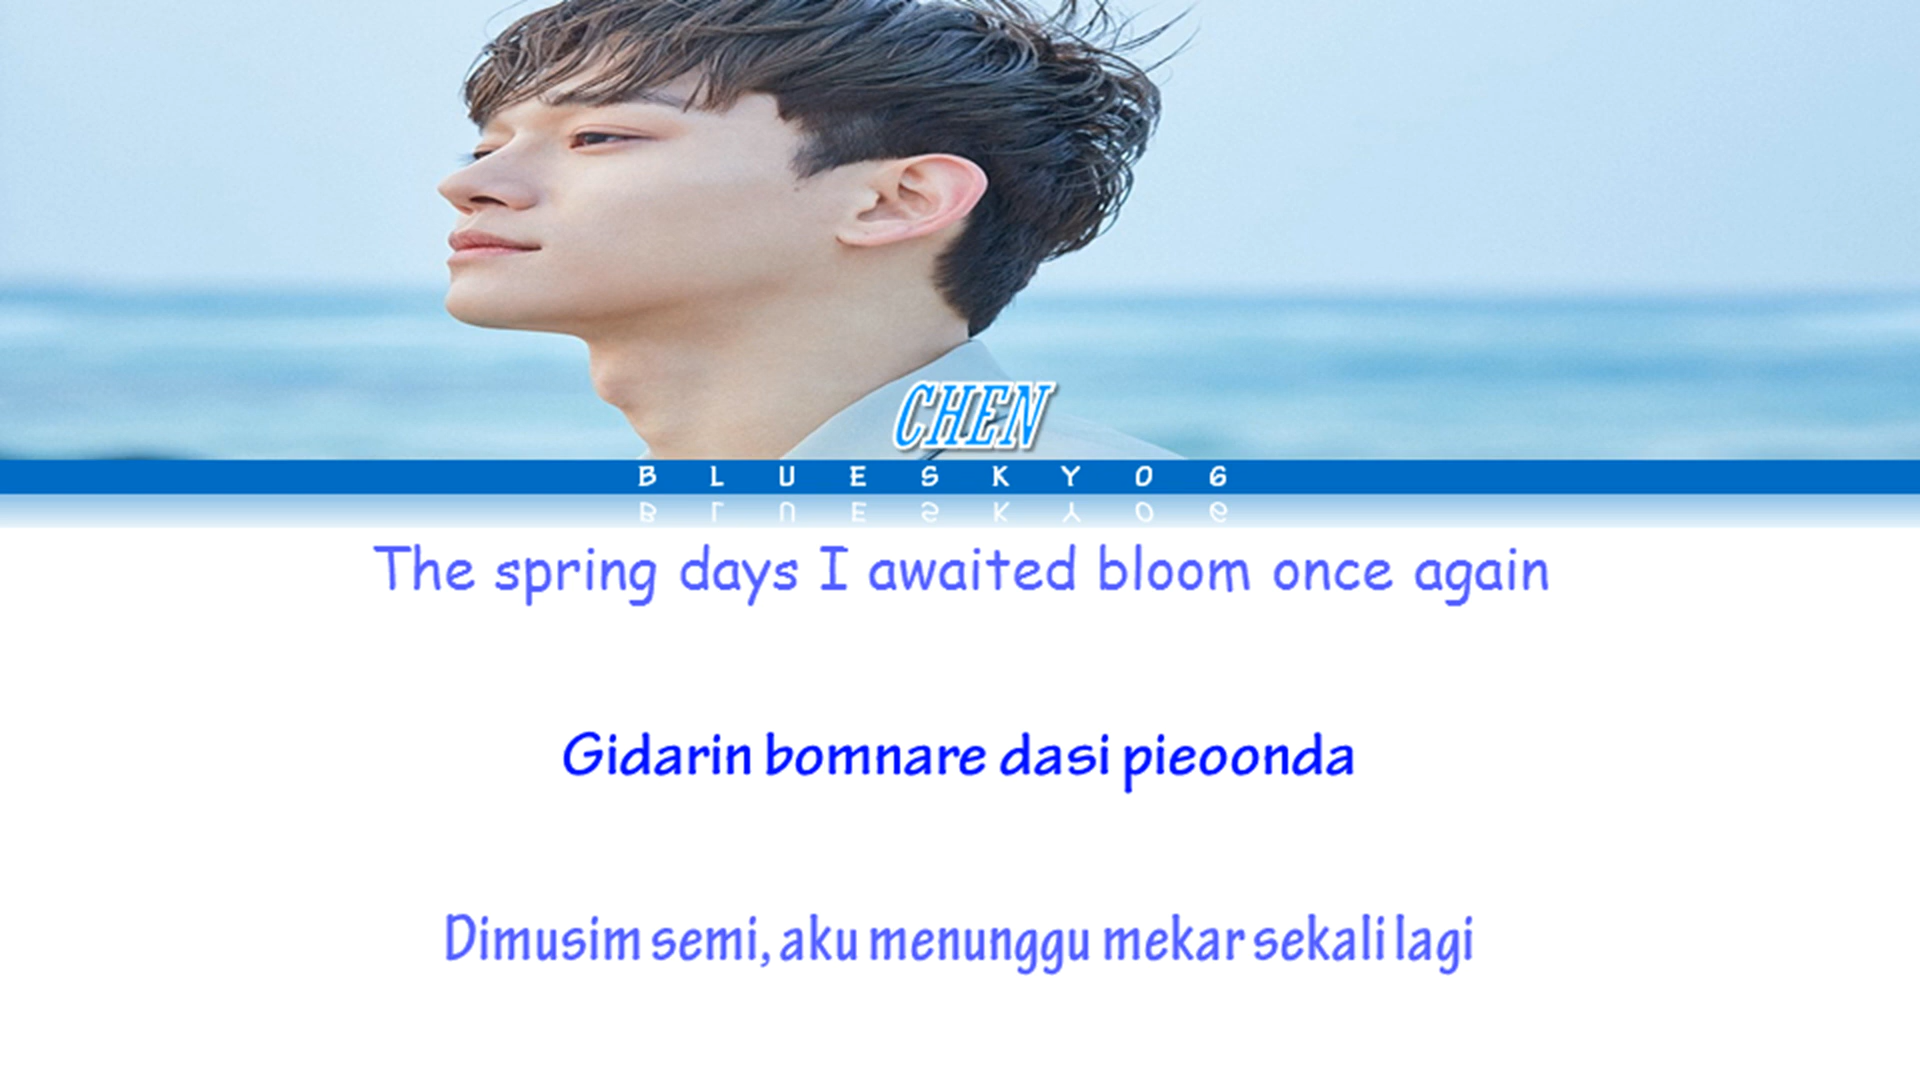 CHEN
BLUESKY06
The spring days I awaited bloom once again
Gidarin bomnare dasi pieoonda
Dimusim semi, aku menunggu mekar sekali lagi